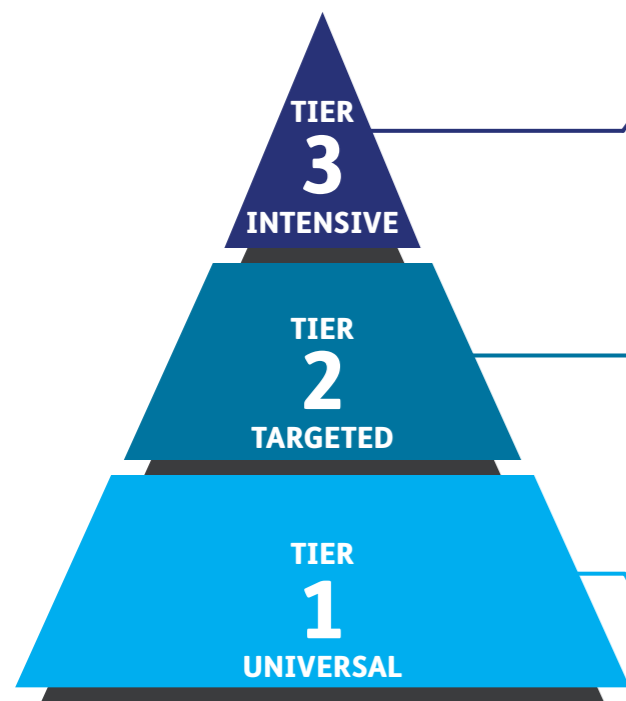 TIER
3
INTENSIVE
TIER
2
TARGETED
TIER
1
UNIVERSAL